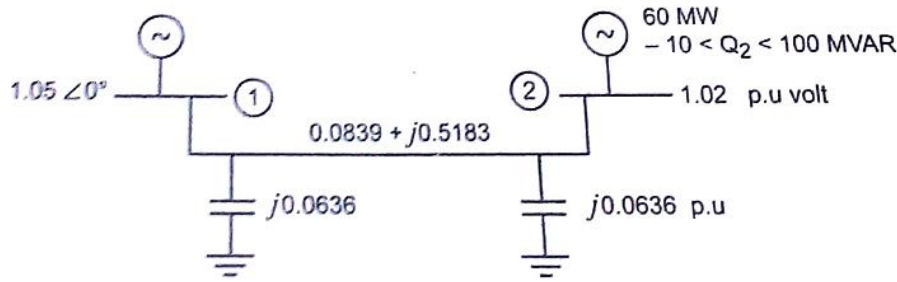 ~
~
60 MW
– 10 < Q2 < 100 MVAR
1.05 ∠0°
1
2
1.02 p.u volt
0.0839 + j0.5183
j0.0636
j0.0636 p.u